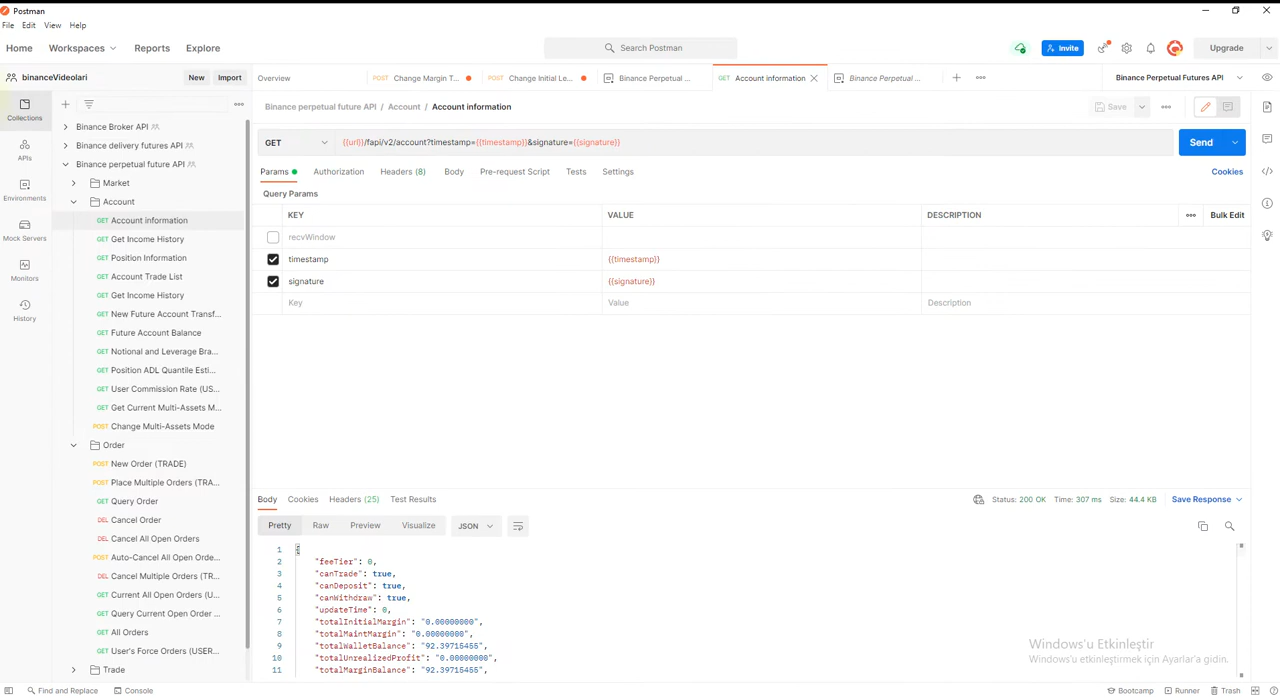 Postman
File Edit View Help
Home Workspaces Reports Explore
Search Postman
Invite
Upgrade
binanceVideolari
New Import
Overview
POST Change Margin T...
POST Change Initial Le...
Binance Perpetual ...
GET Account information
Binance Perpetual ...
Binance Perpetual Futures API
Collections
APIs
Environments
Mock Servers
Monitors
History
Binance Broker API
Binance delivery futures API
Binance perpetual future API
Market
Account
GET Account information
GET Get Income History
GET Position Information
GET Account Trade List
GET Get Income History
GET New Future Account Transf...
GET Future Account Balance
GET Notional and Leverage Bra...
GET Position ADL Quantile Esti...
GET User Commission Rate (US...
GET Get Current Multi-Assets M...
POST Change Multi-Assets Mode
Order
POST New Order (TRADE)
POST Place Multiple Orders (TRA...
GET Query Order
DEL Cancel Order
DEL Cancel All Open Orders
POST Auto-Cancel All Open Orde...
DEL Cancel Multiple Orders (TR...
GET Current All Open Orders (U...
GET Query Current Open Order ...
GET All Orders
GET User's Force Orders (USER...
Trade
Binance perpetual future API / Account / Account information
Save
GET
{{url}}/fapi/v2/account?timestamp={{timestamp}}&signature={{signature}}
Send
Params Authorization Headers (8) Body Pre-request Script Tests Settings
Cookies
Query Params
KEY VALUE DESCRIPTION
Bulk Edit
recvWindow
timestamp {{timestamp}}
signature {{signature}}
Key Value Description
Body Cookies Headers (25) Test Results
Status: 200 OK Time: 307 ms Size: 44.4 KB Save Response
Pretty Raw Preview Visualize JSON
1 {
2 "feeTier": 0,
3 "canTrade": true,
4 "canDeposit": true,
5 "canWithdraw": true,
6 "updateTime": 0,
7 "totalInitialMargin": "0.00000000",
8 "totalMaintMargin": "0.00000000",
9 "totalWalletBalance": "92.39715455",
10 "totalUnrealizedProfit": "0.00000000",
11 "totalMarginBalance": "92.39715455",
Windows'u Etkinleştir
Windows'u etkinleştirmek için Ayarlar'a gidin.
Find and Replace Console
Bootcamp Runner Trash